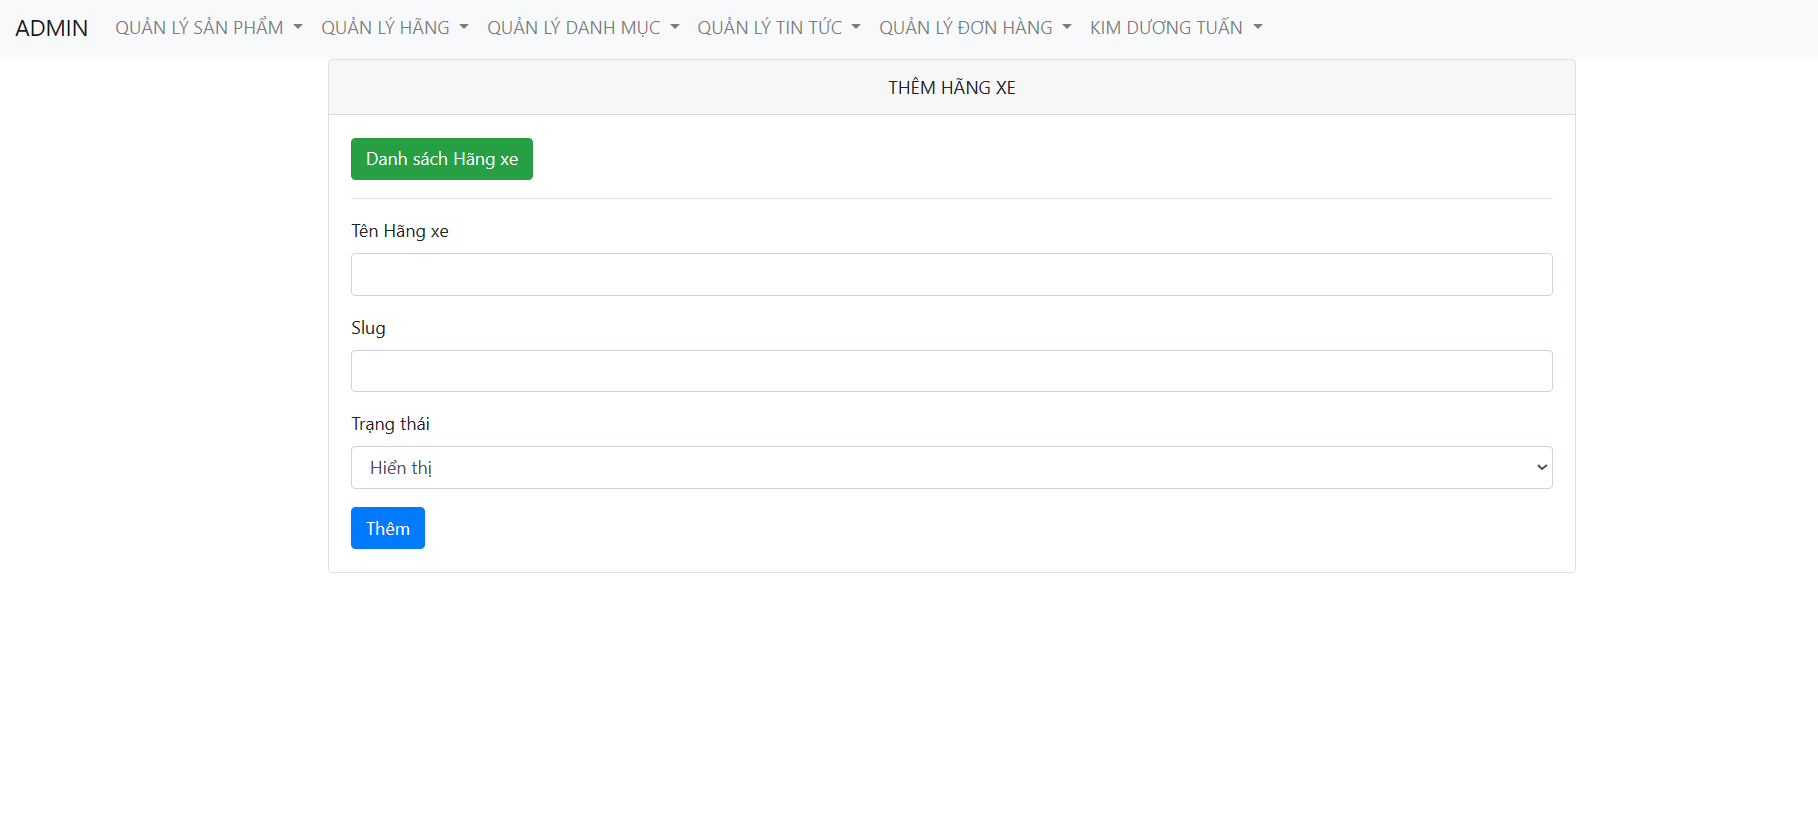 ADMIN QUẢN LÝ SẢN PHẨM QUẢN LÝ HÃNG QUẢN LÝ DANH MỤC QUẢN LÝ TIN TỨC QUẢN LÝ ĐƠN HÀNG KIM DƯƠNG TUẤN
THÊM HÃNG XE
Danh sách Hãng xe
Tên Hãng xe
Slug
Trạng thái
Hiển thị
Thêm